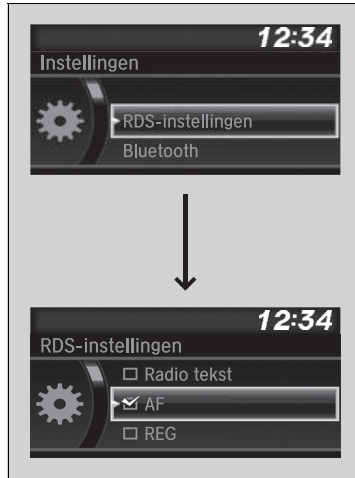 12:34
Instellingen
RDS-instellingen
Bluetooth
12:34
RDS-instellingen
Radio tekst
AF
REG